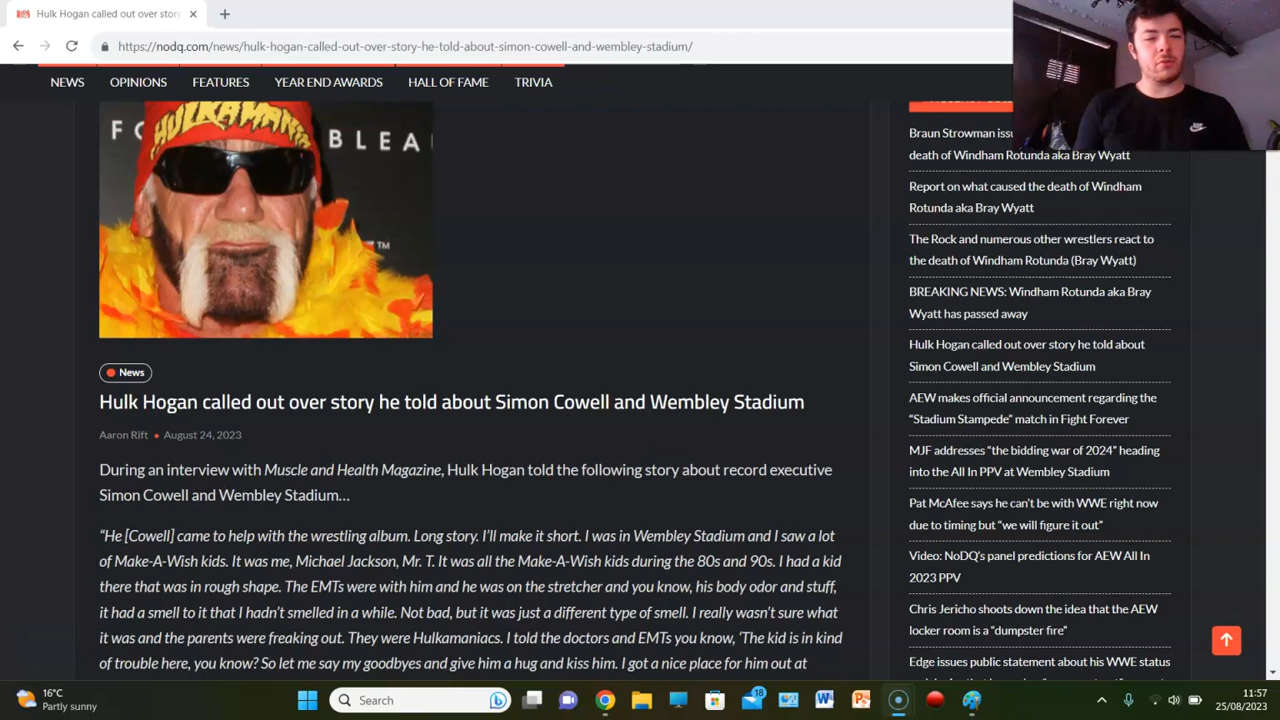 Hulk Hogan called out over story
https://nodq.com/news/hulk-hogan-called-out-over-story-he-told-about-simon-cowell-and-wembley-stadium/
NEWS OPINIONS FEATURES YEAR END AWARDS HALL OF FAME TRIVIA
HULKAMANIA
BLEA
TM
News
Hulk Hogan called out over story he told about Simon Cowell and Wembley Stadium
Aaron Rift • August 24, 2023
During an interview with Muscle and Health Magazine, Hulk Hogan told the following story about record executive
Simon Cowell and Wembley Stadium…
“He [Cowell] came to help with the wrestling album. Long story. I’ll make it short. I was in Wembley Stadium and I saw a lot
of Make-A-Wish kids. It was me, Michael Jackson, Mr. T. It was all the Make-A-Wish kids during the 80s and 90s. I had a kid
there that was in rough shape. The EMTs were with him and he was on the stretcher and you know, his body odor and stuff,
it had a smell to it that I hadn’t smelled in a while. Not bad, but it was just a different type of smell. I really wasn’t sure what
it was and the parents were freaking out. They were Hulkamaniacs. I told the doctors and EMTs you know, ‘The kid is in kind
of trouble here, you know? So let me say my goodbyes and give him a hug and kiss him. I got a nice place for him out at
Braun Strowman
death of Windham Rotunda aka Bray Wyatt
Report on what caused the death of Windham
Rotunda aka Bray Wyatt
The Rock and numerous other wrestlers react to
the death of Windham Rotunda (Bray Wyatt)
BREAKING NEWS: Windham Rotunda aka Bray
Wyatt has passed away
Hulk Hogan called out over story he told about
Simon Cowell and Wembley Stadium
AEW makes official announcement regarding the
“Stadium Stampede” match in Fight Forever
MJF addresses “the bidding war of 2024” heading
into the All In PPV at Wembley Stadium
Pat McAfee says he can’t be with WWE right now
due to timing but “we will figure it out”
Video: NoDQ’s panel predictions for AEW All In
2023 PPV
Chris Jericho shoots down the idea that the AEW
locker room is a “dumpster fire”
Edge issues public statement about his WWE status
16°C
Partly sunny
Search
18
11:57
25/08/2023